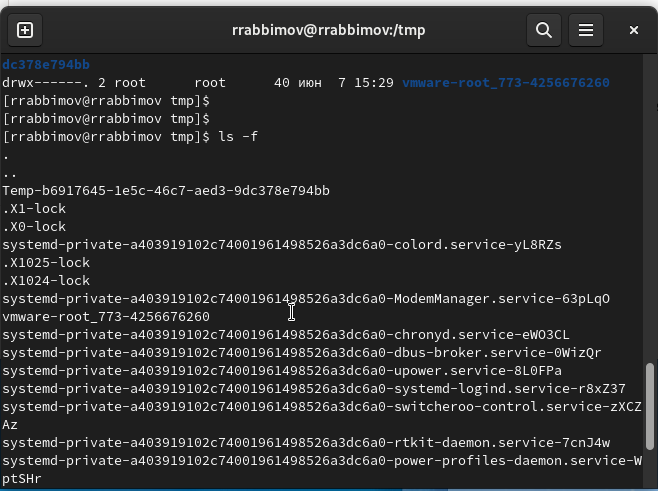 rrabbimov@rrabbimov:/tmp
dc378e794bb
drwx------. 2 root      root      40 июн  7 15:29 vmware-root_773-4256676260
[rrabbimov@rrabbimov tmp]$
[rrabbimov@rrabbimov tmp]$
[rrabbimov@rrabbimov tmp]$ ls -f
.
..
Temp-b6917645-1e5c-46c7-aed3-9dc378e794bb
.X1-lock
.X0-lock
systemd-private-a403919102c74001961498526a3dc6a0-colord.service-yL8RZs
.X1025-lock
.X1024-lock
systemd-private-a403919102c74001961498526a3dc6a0-ModemManager.service-63pLqO
vmware-root_773-4256676260
systemd-private-a403919102c74001961498526a3dc6a0-chronyd.service-eWO3CL
systemd-private-a403919102c74001961498526a3dc6a0-dbus-broker.service-0WizQr
systemd-private-a403919102c74001961498526a3dc6a0-upower.service-8L0FPa
systemd-private-a403919102c74001961498526a3dc6a0-systemd-logind.service-r8xZ37
systemd-private-a403919102c74001961498526a3dc6a0-switcheroo-control.service-zXCZ
Az
systemd-private-a403919102c74001961498526a3dc6a0-rtkit-daemon.service-7cnJ4w
systemd-private-a403919102c74001961498526a3dc6a0-power-profiles-daemon.service-W
ptSHr